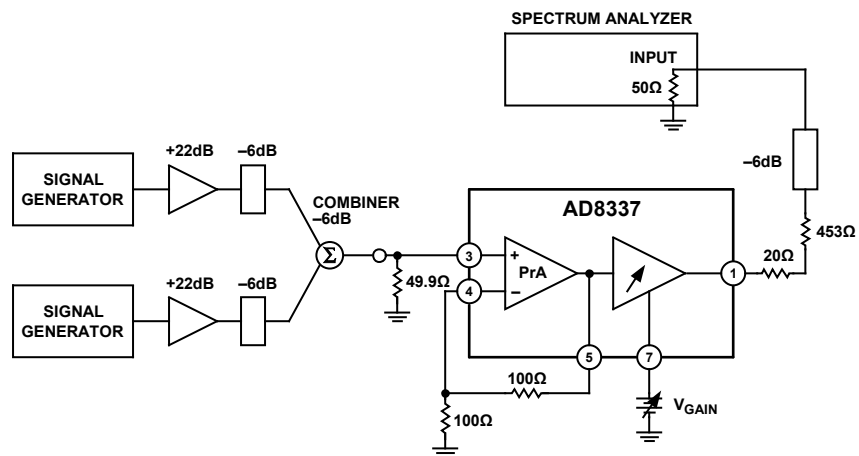 SPECTRUM ANALYZER
INPUT
50Ω
+22dB
–6dB
–6dB
SIGNAL
GENERATOR
COMBINER
–6dB
AD8337
453Ω
Σ
3
+
PrA
20Ω
1
49.9Ω
4
–
+22dB
–6dB
SIGNAL
GENERATOR
5
7
100Ω
100Ω
VGAIN